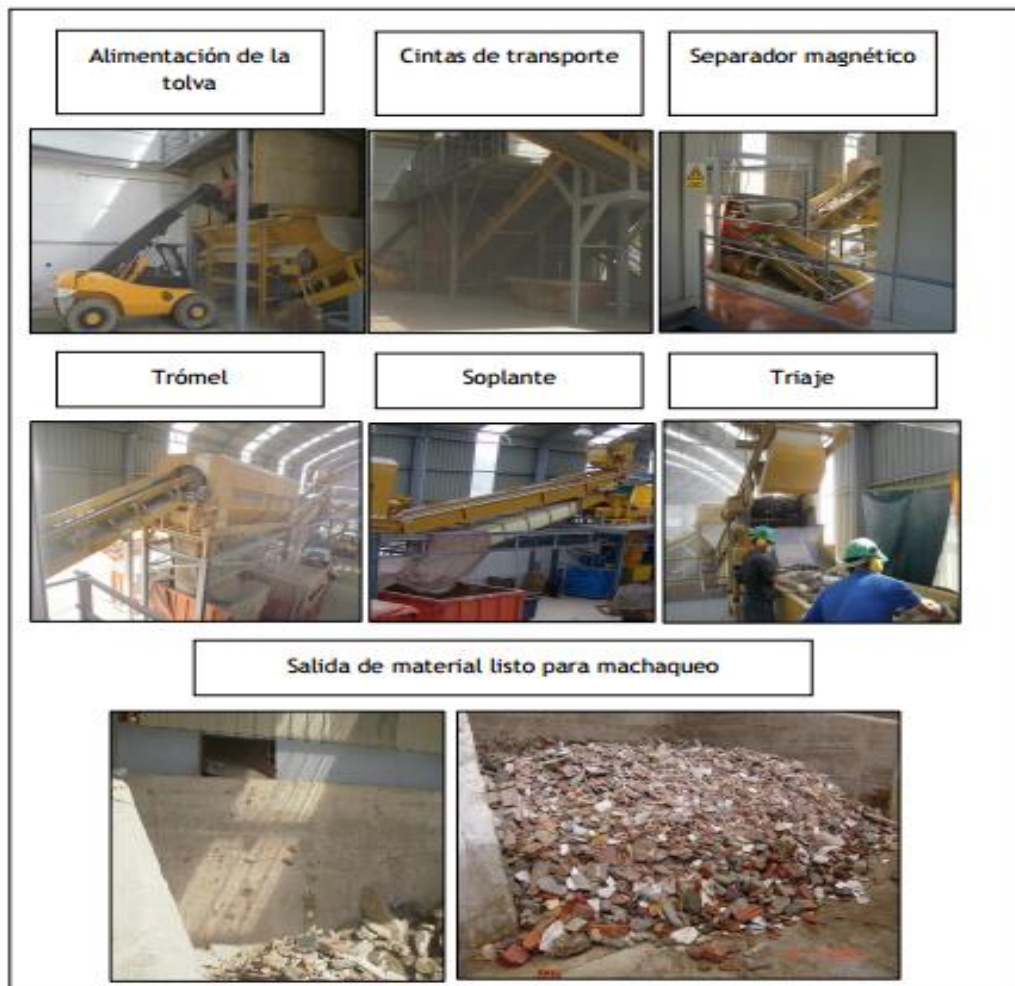 Alimentación de la
tolva
Cintas de transporte
Separador magnético
Trómel
Soplante
Triaje
Salida de material listo para machaqueo